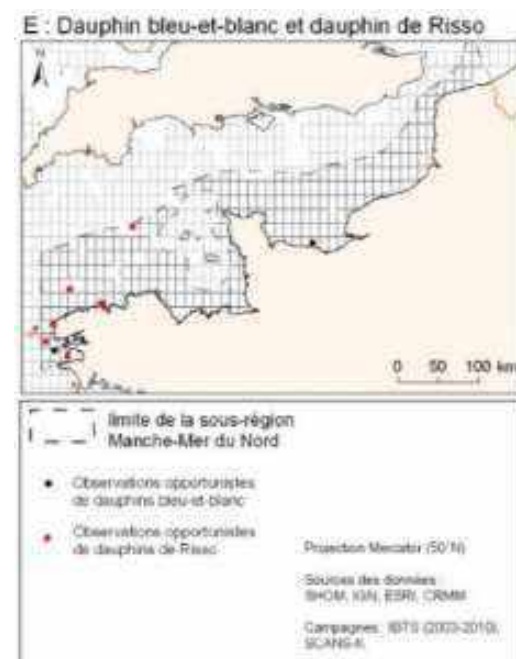 E : Dauphin bleu-et-blanc et dauphin de Risso
N
0 50 100 km
limite de la sous-région
Manche-Mer du Nord
Observations opportunistes
de dauphins bleu-et-blanc
Observations opportunistes
de dauphins de Risso
Projection Mercator (50°N)
Sources des données :
SHOM, IGN, ESRI, CRMM
Campagnes: IBTS (2003-2010),
SCANS-II.